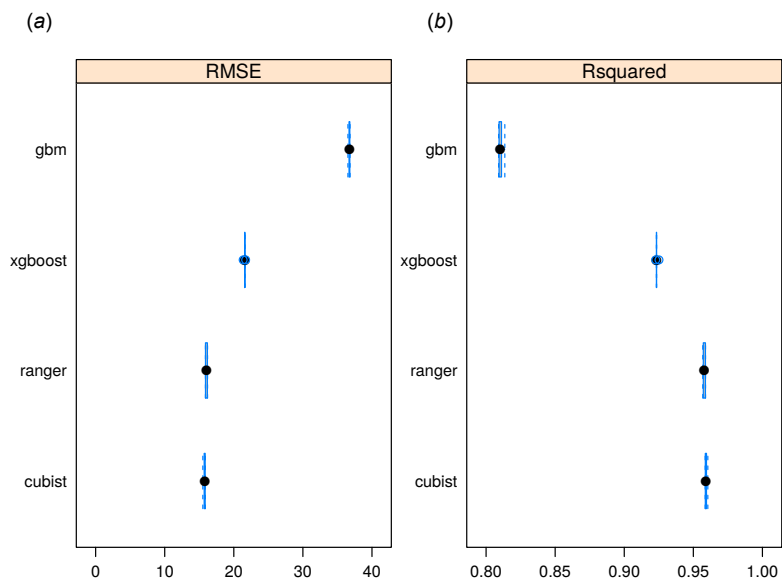 (a)
RMSE
gbm
xgboost
ranger
cubist
0 10 20 30 40
(b)
Rsquared
gbm
xgboost
ranger
cubist
0.80 0.85 0.90 0.95 1.00